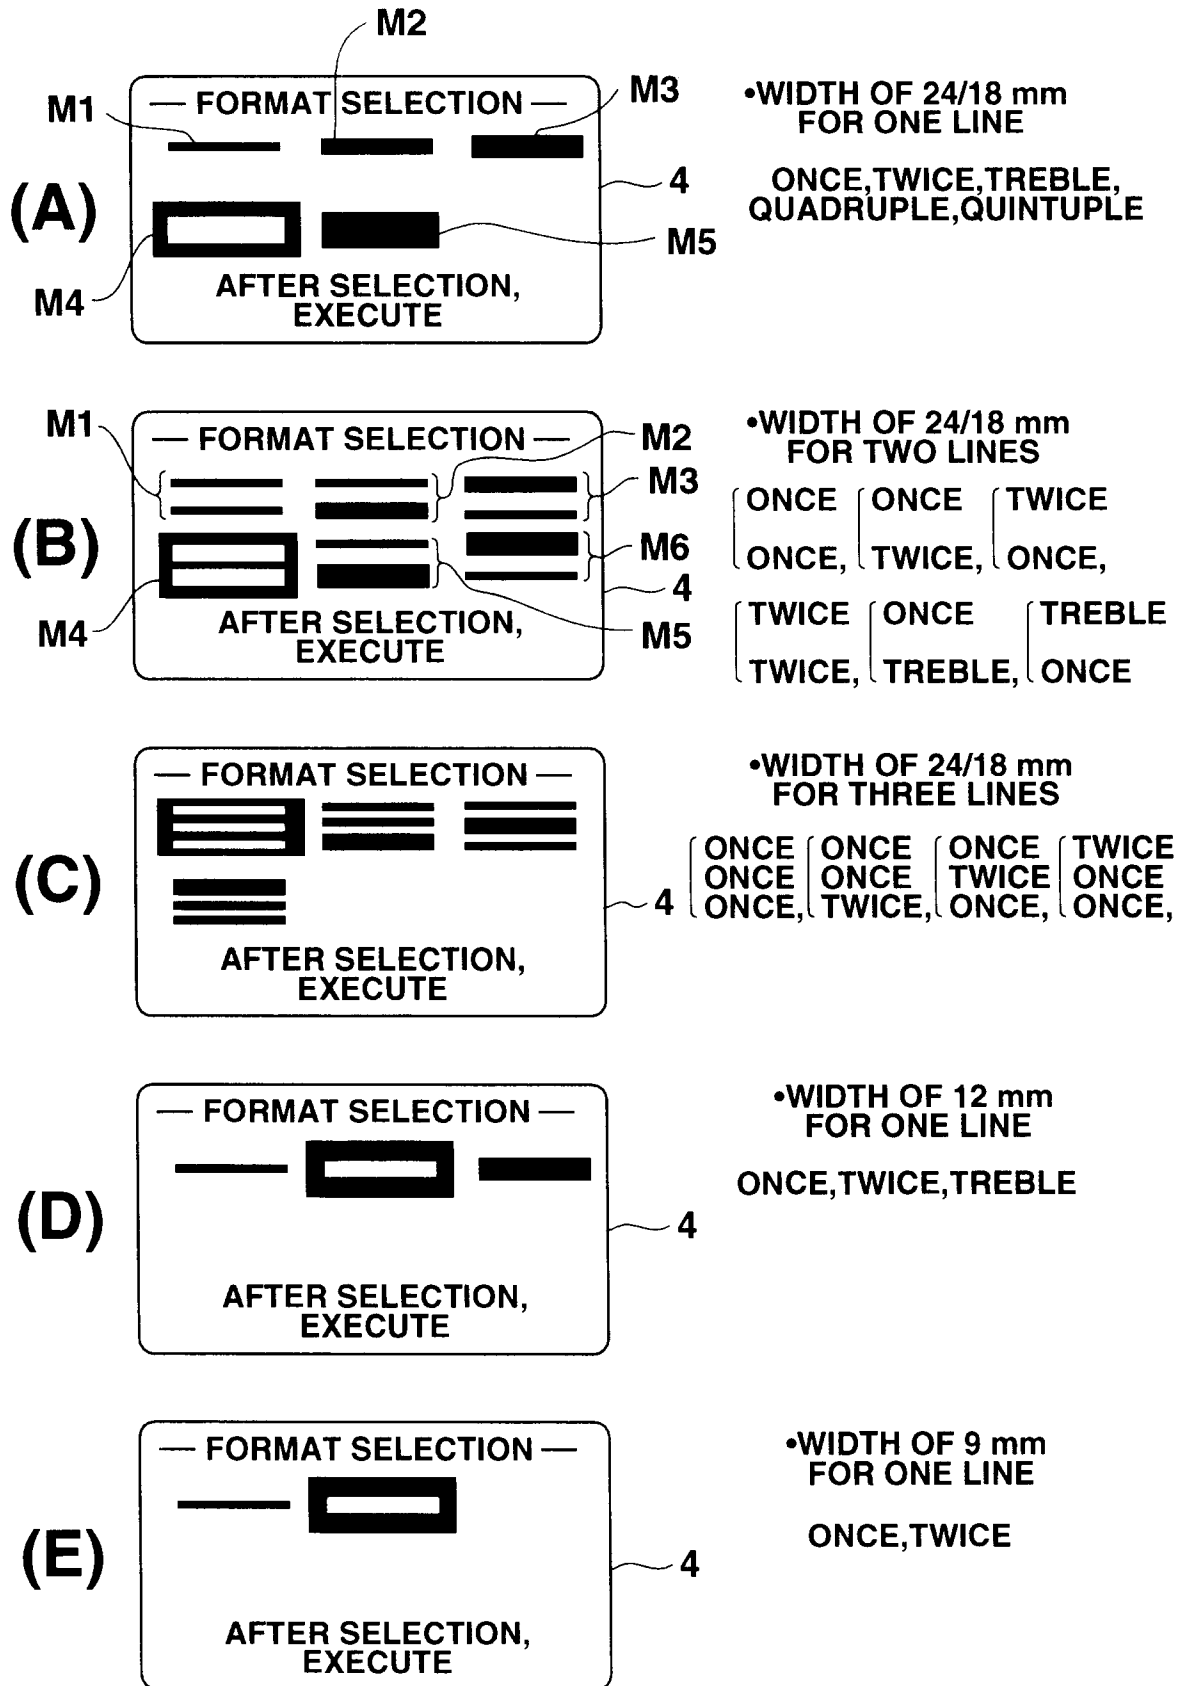 M2
— FORMAT SELECTION —
M1
M3
4
(A)
M4
M5
AFTER SELECTION,
EXECUTE
•WIDTH OF 24/18 mm
FOR ONE LINE
ONCE,TWICE,TREBLE,
QUADRUPLE,QUINTUPLE
M1
— FORMAT SELECTION —
M2
M3
(B)
M6
4
M4
M5
AFTER SELECTION,
EXECUTE
•WIDTH OF 24/18 mm
FOR TWO LINES
ONCE ONCE TWICE
ONCE, TWICE, ONCE,
TWICE ONCE TREBLE
TWICE, TREBLE, ONCE
— FORMAT SELECTION —
(C)
4
AFTER SELECTION,
EXECUTE
•WIDTH OF 24/18 mm
FOR THREE LINES
ONCE ONCE ONCE TWICE
ONCE ONCE TWICE ONCE
ONCE, TWICE, ONCE, ONCE,
— FORMAT SELECTION —
(D)
4
AFTER SELECTION,
EXECUTE
•WIDTH OF 12 mm
FOR ONE LINE
ONCE,TWICE,TREBLE
— FORMAT SELECTION —
(E)
4
AFTER SELECTION,
EXECUTE
•WIDTH OF 9 mm
FOR ONE LINE
ONCE,TWICE